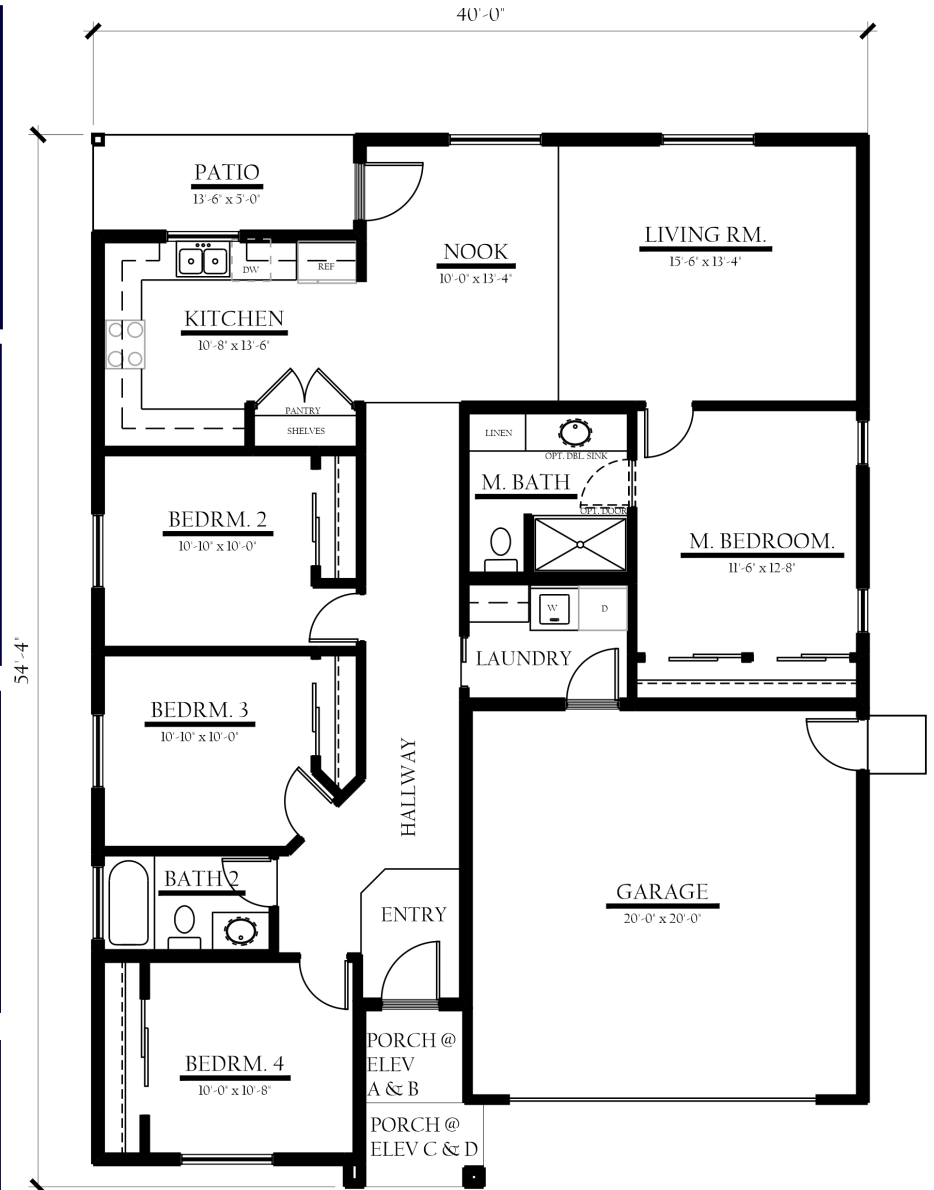 40'-0"
PATIO
13'-6" x 5'-0"
NOOK
10'-0" x 13'-4"
LIVING RM.
15'-6" x 13'-4"
DW
REF
KITCHEN
10'-8" x 13'-6"
PANTRY
SHELVES
LINEN
OPT. DBL. SINK
M. BATH
OPT. DOOR
BEDRM. 2
10'-10" x 10'-0"
M. BEDROOM.
11'-6" x 12'-8"
W
D
LAUNDRY
54'-4"
BEDRM. 3
10'-10" x 10'-0"
HALLWAY
BATH 2
ENTRY
GARAGE
20'-0" x 20'-0"
PORCH @
ELEV
A & B
BEDRM. 4
10'-0" x 10'-8"
PORCH @
ELEV C & D